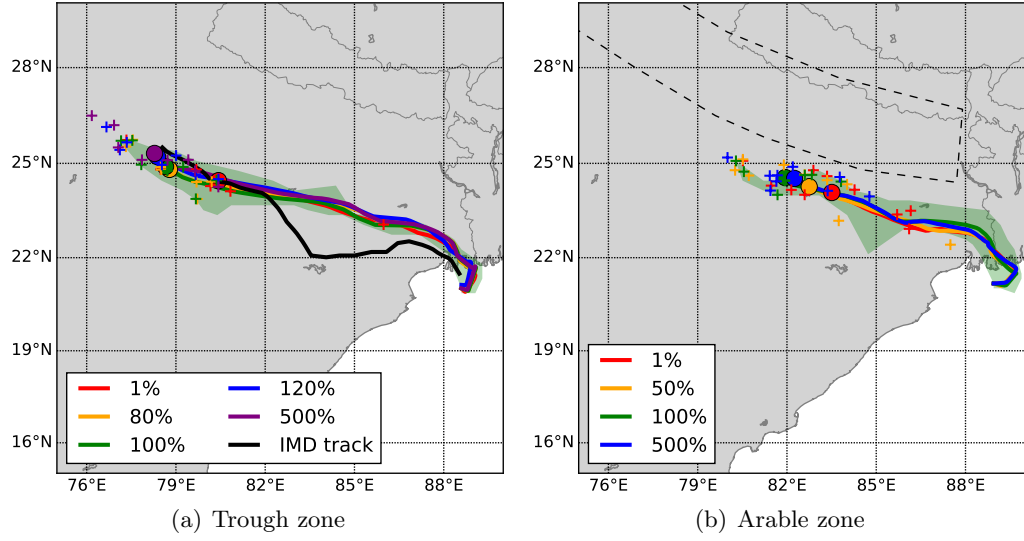 28°N
25°N
22°N
19°N
16°N
76°E 79°E 82°E 85°E 88°E
1% 120%
80% 500%
100% IMD track
(a) Trough zone
28°N
25°N
22°N
19°N
16°N
76°E 79°E 82°E 85°E 88°E
1%
50%
100%
500%
(b) Arable zone